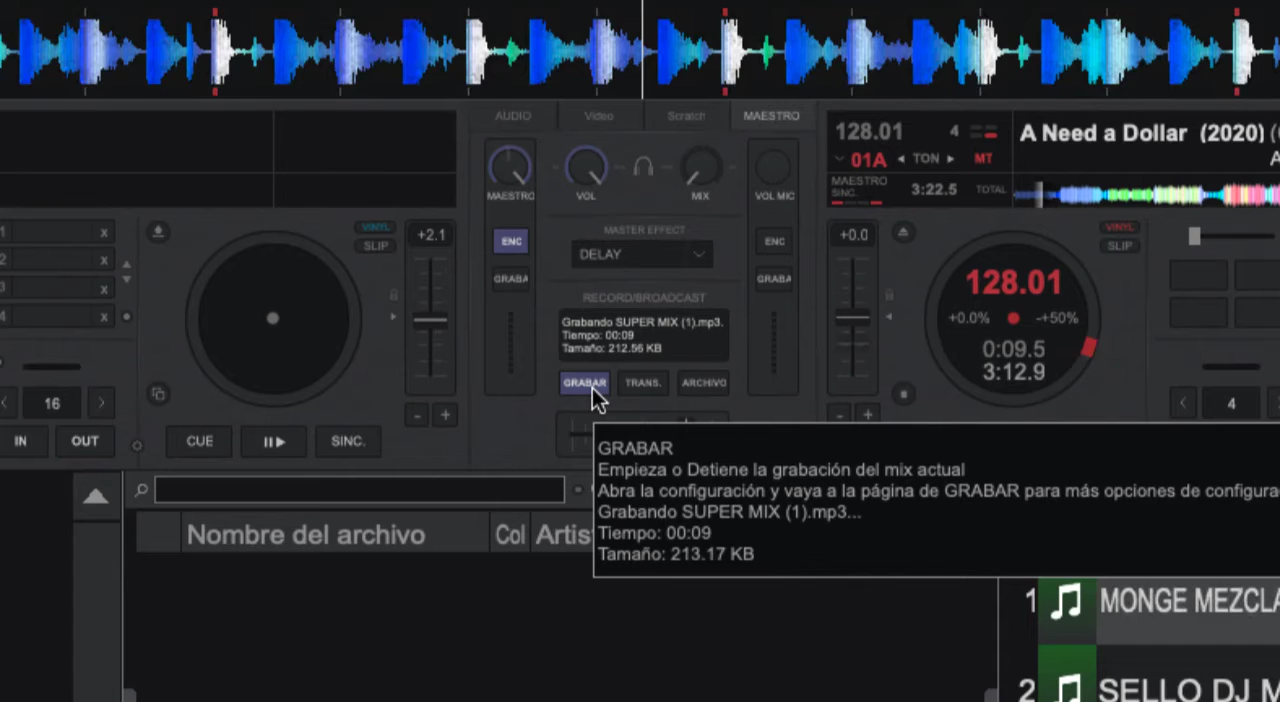 AUDIO
Video
Scratch
MAESTRO
128.01
4
A Need a Dollar (2020)
01A
TON
MT
MAESTRO
VOL
MIX
VOL MIC
MAESTRO
SINC.
3:22.5
TOTAL
1
x
2
x
3
x
4
x
VINYL
SLIP
+2.1
ENC
GRABA
MASTER EFFECT
DELAY
RECORD/BROADCAST
Grabando SUPER MIX (1).mp3.
Tiempo: 00:09
Tamaño: 212.56 KB
GRABAR
TRANS.
ARCHIVO
ENC
GRABA
+0.0
VINYL
SLIP
128.01
+0.0%
-+50%
0:09.5
3:12.9
16
- +
- +
4
IN
OUT
CUE
SINC.
GRABAR
Empieza o Detiene la grabación del mix actual
Abra la configuración y vaya a la página de GRABAR para más opciones de configura
Grabando SUPER MIX (1).mp3...
Tiempo: 00:09
Tamaño: 213.17 KB
Nombre del archivo
Col
Artis
1
MONGE MEZCLA
2
SELLO DJ M